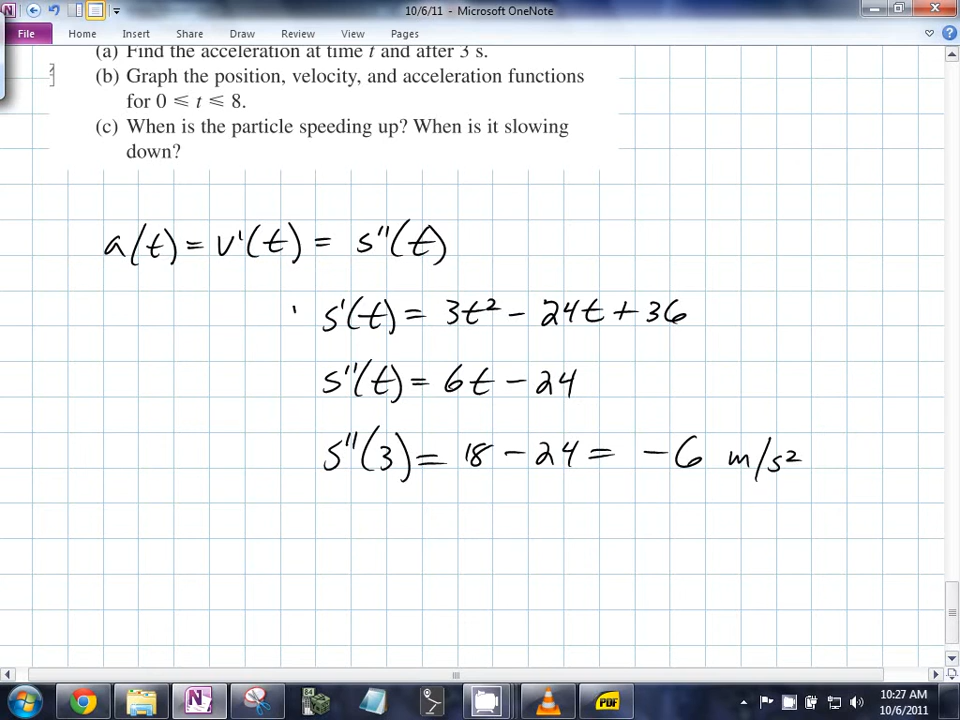 10/6/11 - Microsoft OneNote
File Home Insert Share Draw Review View Pages
(a) Find the acceleration at time t and after 3 s.
(b) Graph the position, velocity, and acceleration functions
for 0 ⩽ t ⩽ 8.
(c) When is the particle speeding up? When is it slowing
down?
a(t) = v'(t) = s''(t)
s'(t) = 3t² - 24t + 36
s''(t) = 6t - 24
s''(3) = 18 - 24 = -6 m/s²
PDF
10:27 AM
10/6/2011